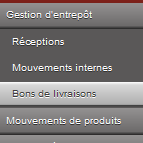 Gestion d'entrepôt
Réceptions
Mouvements internes
Bons de livraisons
Mouvements de produits